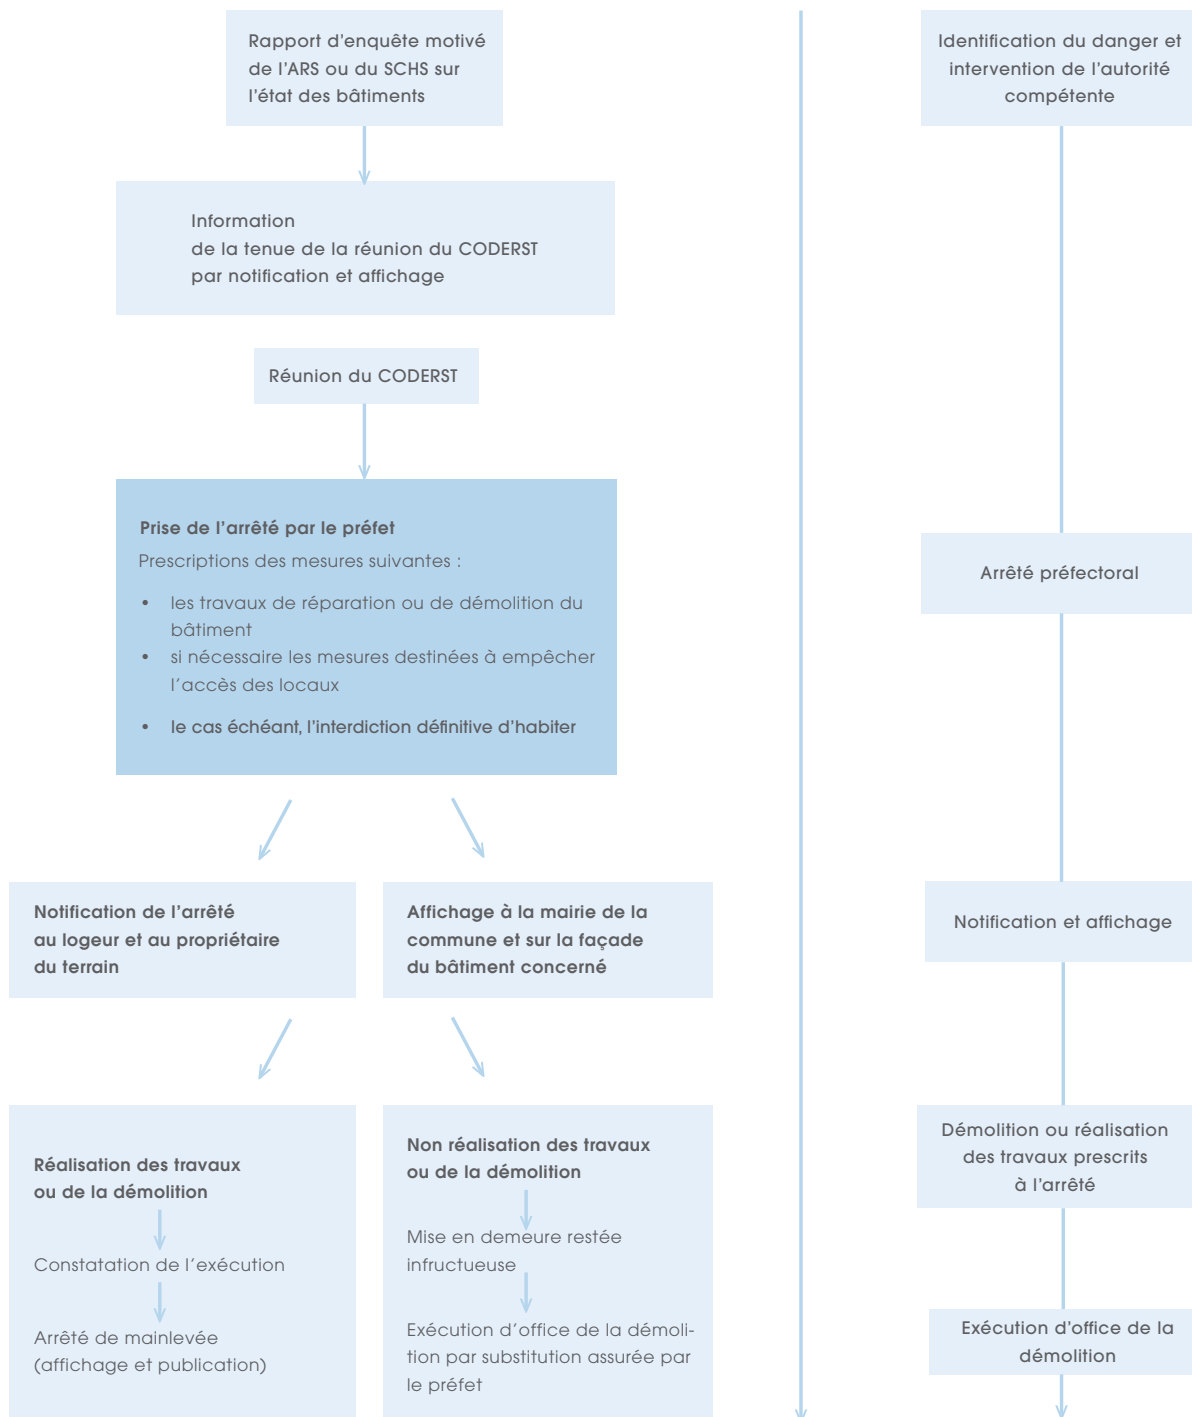 Rapport d'enquête motivé
de l'ARS ou du SCHS sur
l'état des bâtiments
Information
de la tenue de la réunion du CODERST
par notification et affichage
Réunion du CODERST
Prise de l'arrêté par le préfet
Prescriptions des mesures suivantes :
• les travaux de réparation ou de démolition du
bâtiment
• si nécessaire les mesures destinées à empêcher
l'accès des locaux
• le cas échéant, l'interdiction définitive d'habiter
Notification de l'arrêté
au logeur et au propriétaire
du terrain
Affichage à la mairie de la
commune et sur la façade
du bâtiment concerné
Réalisation des travaux
ou de la démolition
Constatation de l'exécution
Arrêté de mainlevée
(affichage et publication)
Non réalisation des travaux
ou de la démolition
Mise en demeure restée
infructueuse
Exécution d'office de la démoli-
tion par substitution assurée par
le préfet
Identification du danger et
intervention de l'autorité
compétente
Arrêté préfectoral
Notification et affichage
Démolition ou réalisation
des travaux prescrits
à l'arrêté
Exécution d'office de la
démolition